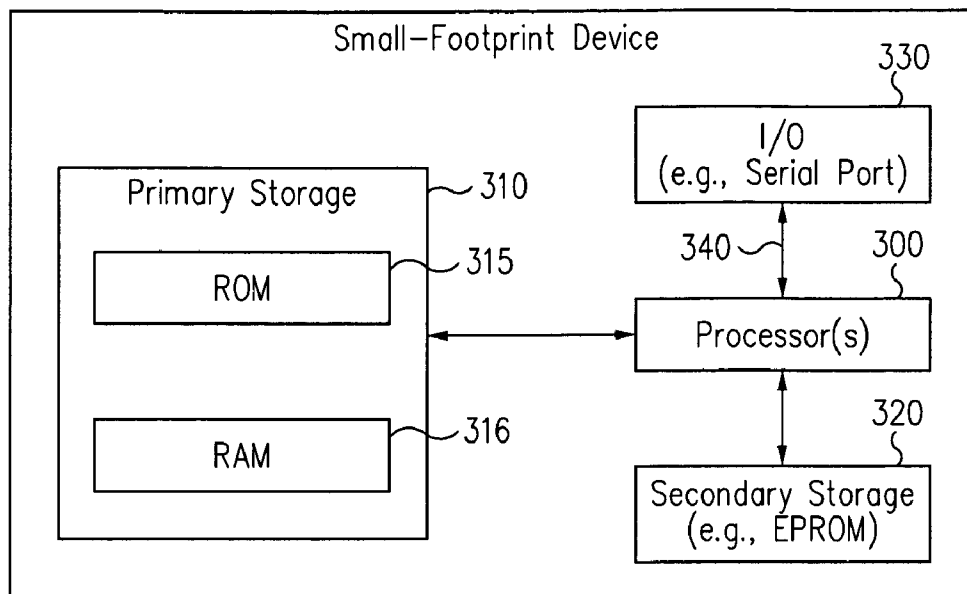 Small-Footprint Device
330
I/O
(e.g., Serial Port)
Primary Storage
310
340
300
ROM
315
Processor(s)
RAM
316
320
Secondary Storage
(e.g., EPROM)